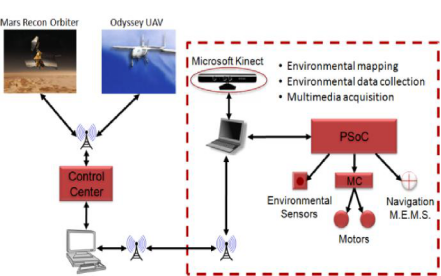 Mars Recon Orbiter
Odyssey UAV
Microsoft Kinect
• Environmental mapping
• Environmental data collection
• Multimedia acquisition
PSoC
Control
Center
MC
Environmental
Sensors
Navigation
M.E.M.S.
Motors